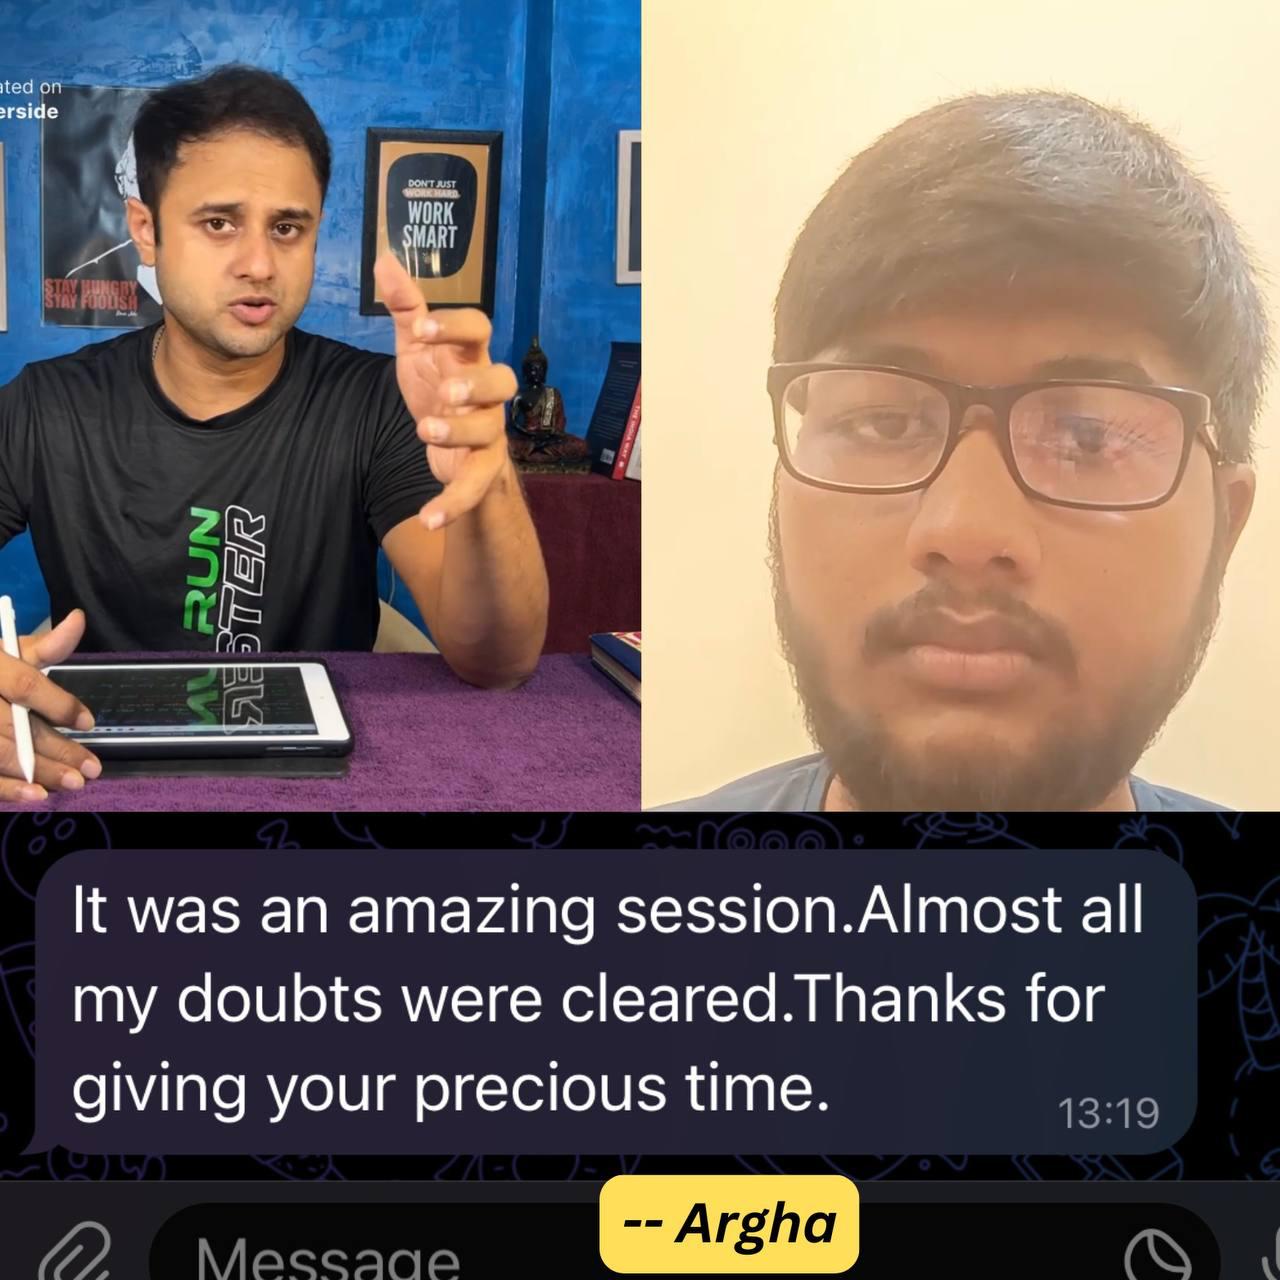 ated on
erside
STAY HUNGRY
STAY FOOLISH
DON'T JUST
WORK HARD
WORK
SMART
RUN
It was an amazing session.Almost all
my doubts were cleared.Thanks for
giving your precious time.
13:19
-- Argha
Message